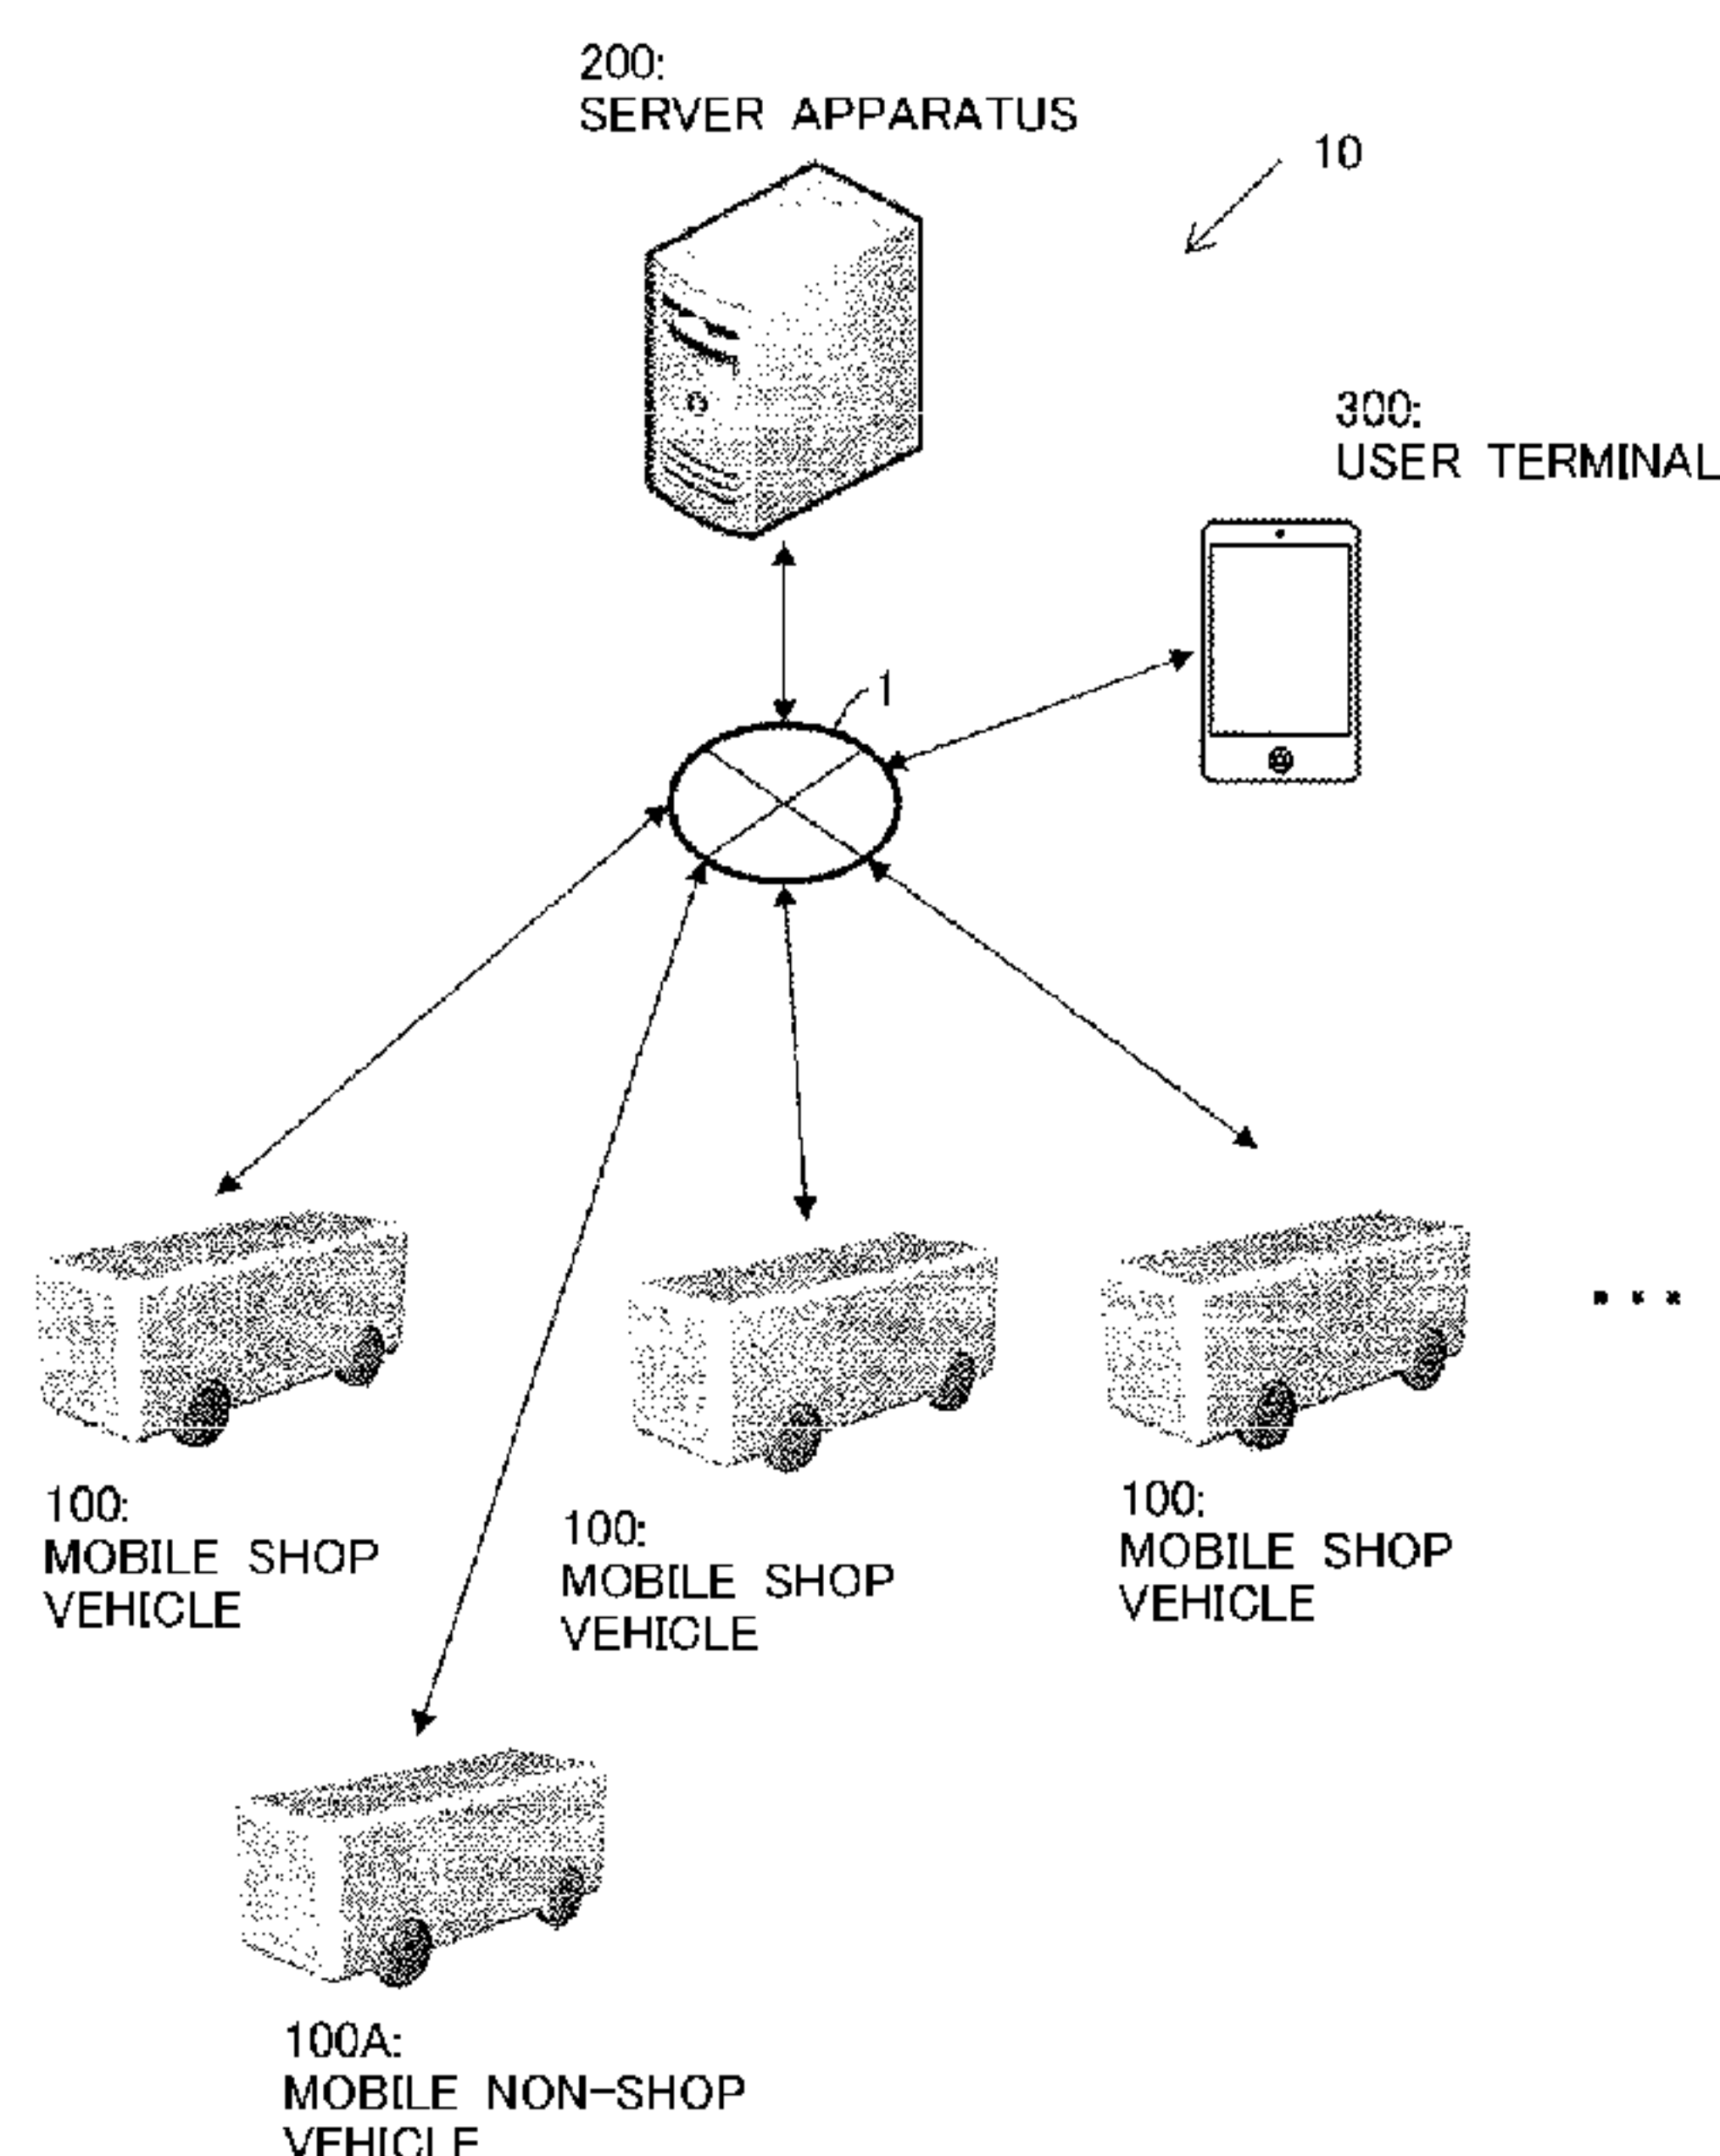 200:
SERVER APPARATUS
10
300:
USER TERMINAL
1
100:
MOBILE SHOP
VEHICLE
100:
MOBILE SHOP
VEHICLE
100:
MOBILE SHOP
VEHICLE
...
100A:
MOBILE NON-SHOP
VEHICLE